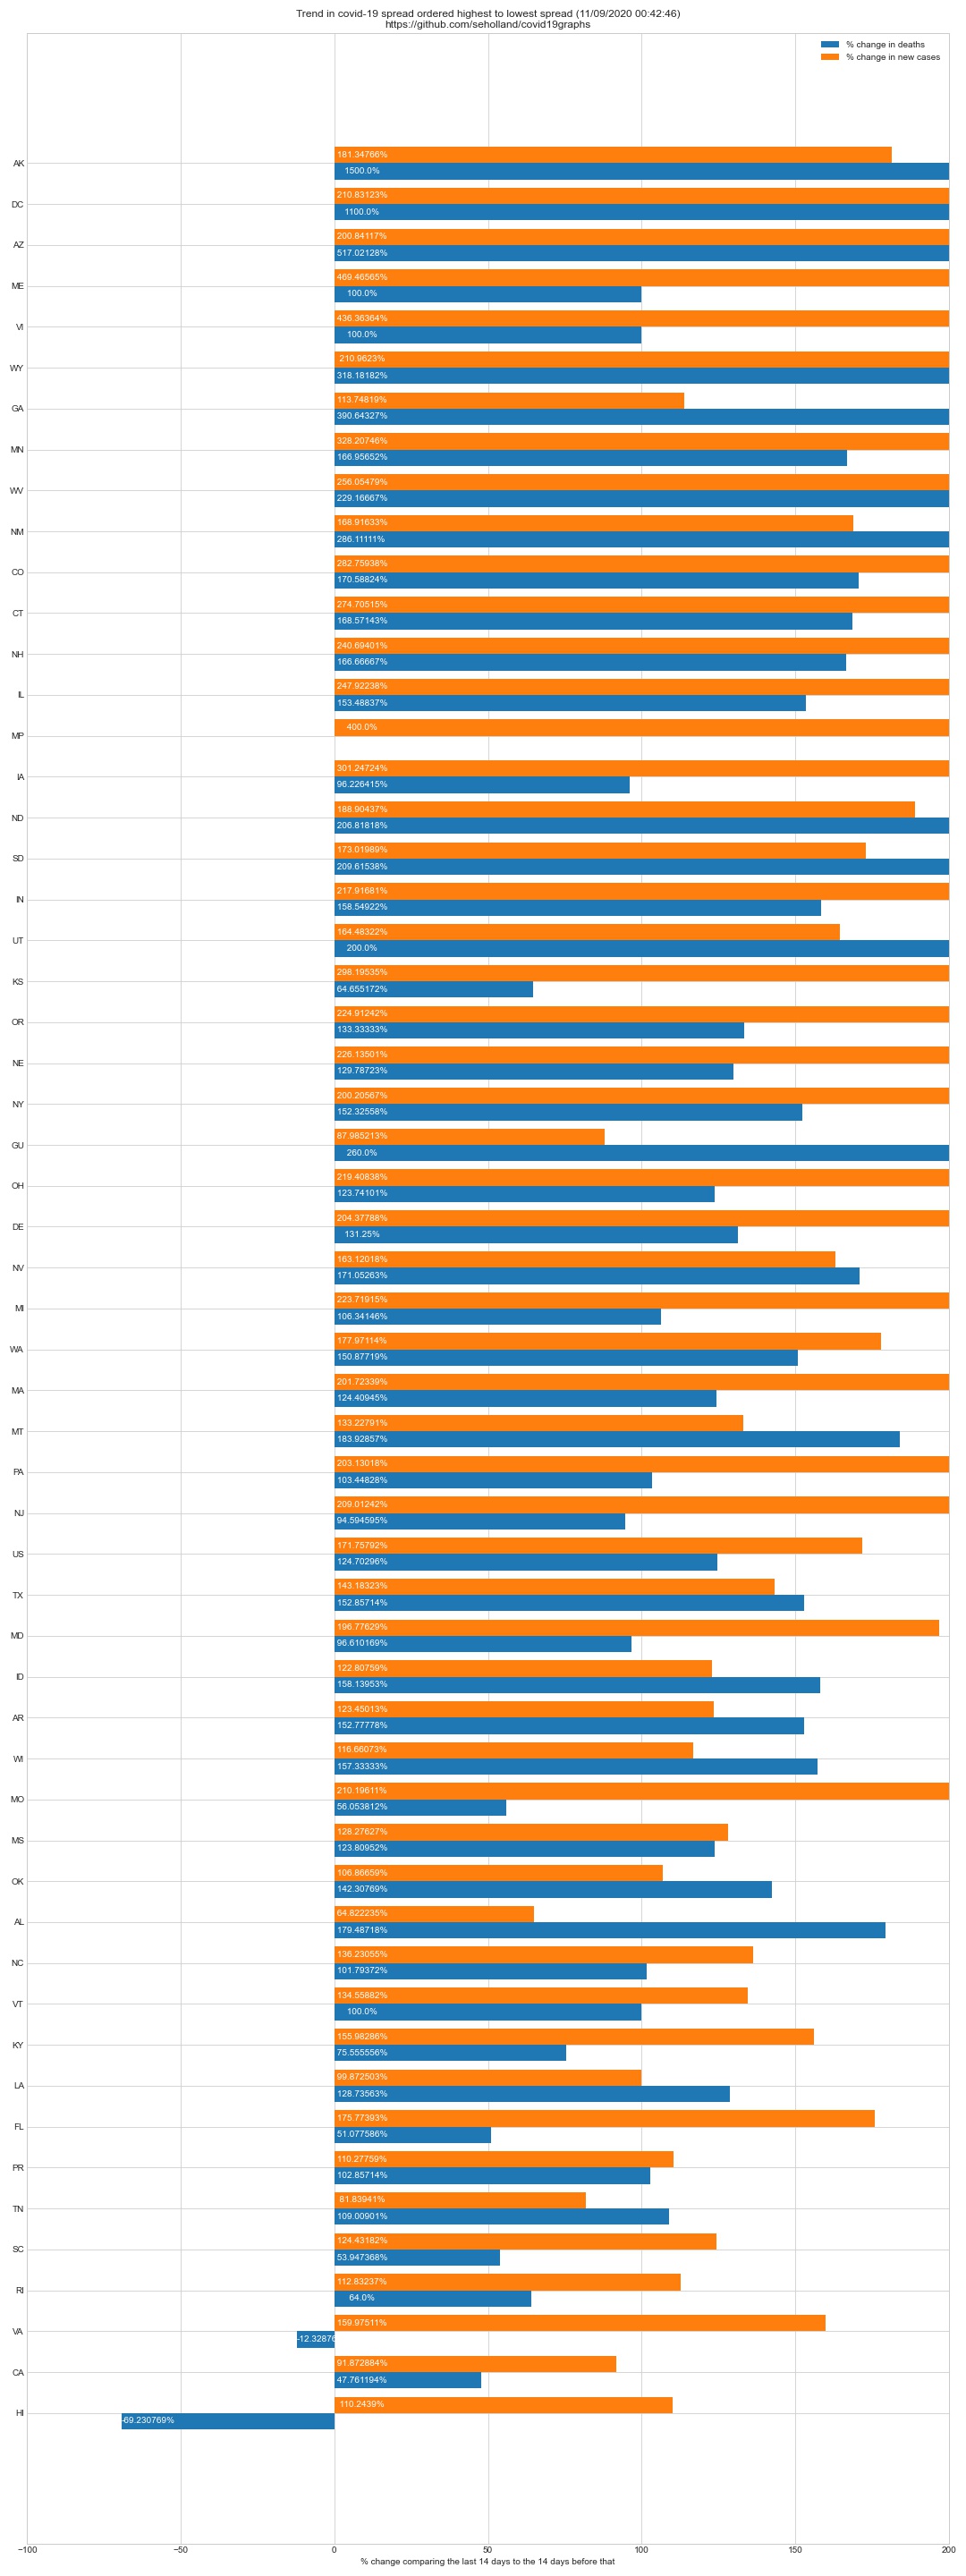 Trend in covid-19 spread ordered highest to lowest spread (11/09/2020 00:42:46)
https://github.com/seholland/covid19graphs
% change in deaths
% change in new cases
181.34766%
AK
1500.0%
210.83123%
DC
1100.0%
200.84117%
AZ
517.02128%
469.46565%
ME
100.0%
436.36364%
VI
100.0%
210.9623%
WY
318.18182%
113.74819%
GA
390.64327%
328.20746%
MN
166.95652%
256.05479%
WV
229.16667%
168.91633%
NM
286.11111%
282.75938%
CO
170.58824%
274.70515%
CT
168.57143%
240.69401%
NH
166.66667%
247.92238%
IL
153.48837%
400.0%
MP
301.24724%
IA
96.226415%
188.90437%
ND
206.81818%
173.01989%
SD
209.61538%
217.91681%
IN
158.54922%
164.48322%
UT
200.0%
298.19535%
KS
64.655172%
224.91242%
OR
133.33333%
226.13501%
NE
129.78723%
200.20567%
NY
152.32558%
87.985213%
GU
260.0%
219.40838%
OH
123.74101%
204.37788%
DE
131.25%
163.12018%
NV
171.05263%
223.71915%
MI
106.34146%
177.97114%
WA
150.87719%
201.72339%
MA
124.40945%
133.22791%
MT
183.92857%
203.13018%
PA
103.44828%
209.01242%
NJ
94.594595%
171.75792%
US
124.70296%
143.18323%
TX
152.85714%
196.77629%
MD
96.610169%
122.80759%
ID
158.13953%
123.45013%
AR
152.77778%
116.66073%
WI
157.33333%
210.19611%
MO
56.053812%
128.27627%
MS
123.80952%
106.86659%
OK
142.30769%
64.822235%
AL
179.48718%
136.23055%
NC
101.79372%
134.55882%
VT
100.0%
155.98286%
KY
75.555556%
99.872503%
LA
128.73563%
175.77393%
FL
51.077586%
110.27759%
PR
102.85714%
81.83941%
TN
109.00901%
124.43182%
SC
53.947368%
112.83237%
RI
64.0%
159.97511%
VA
-12.32876
91.872884%
CA
47.761194%
110.2439%
HI
-69.230769%
−100 −50 0 50 100 150 200
% change comparing the last 14 days to the 14 days before that